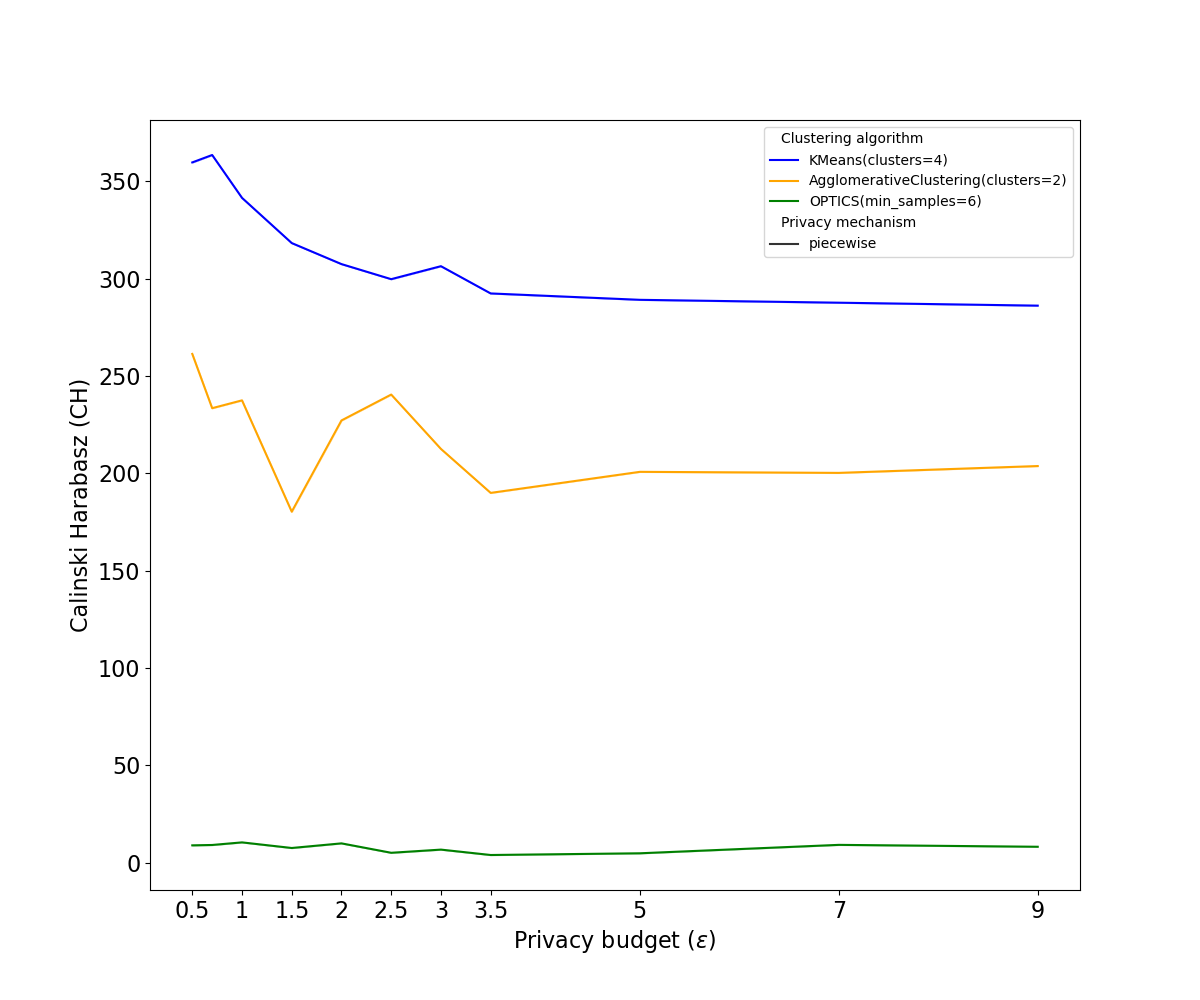 Clustering algorithm
KMeans(clusters=4)
AgglomerativeClustering(clusters=2)
OPTICS(min_samples=6)
Privacy mechanism
piecewise
Calinski Harabasz (CH)
350
300
250
200
150
100
50
0
0.5 1 1.5 2 2.5 3 3.5 5 7 9
Privacy budget (ε)